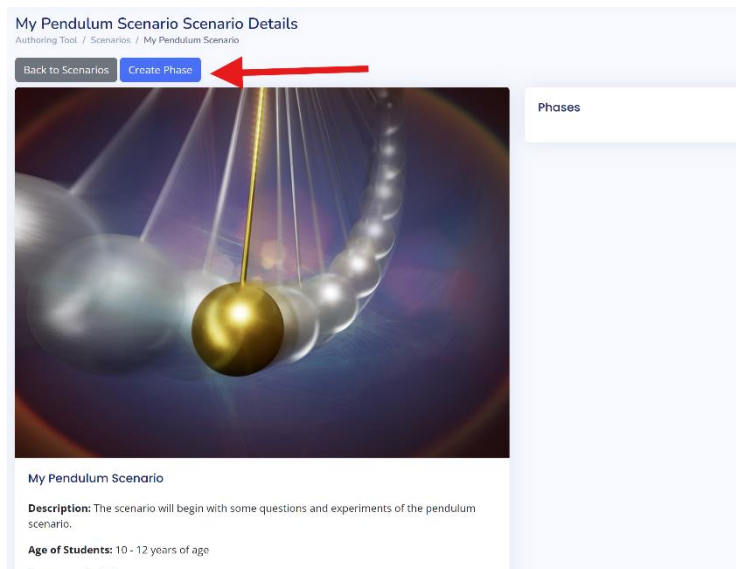 My Pendulum Scenario Scenario Details
Authoring Tool / Scenarios / My Pendulum Scenario
Back to Scenarios Create Phase
Phases
My Pendulum Scenario
Description: The scenario will begin with some questions and experiments of the pendulum
scenario.
Age of Students: 10 - 12 years of age